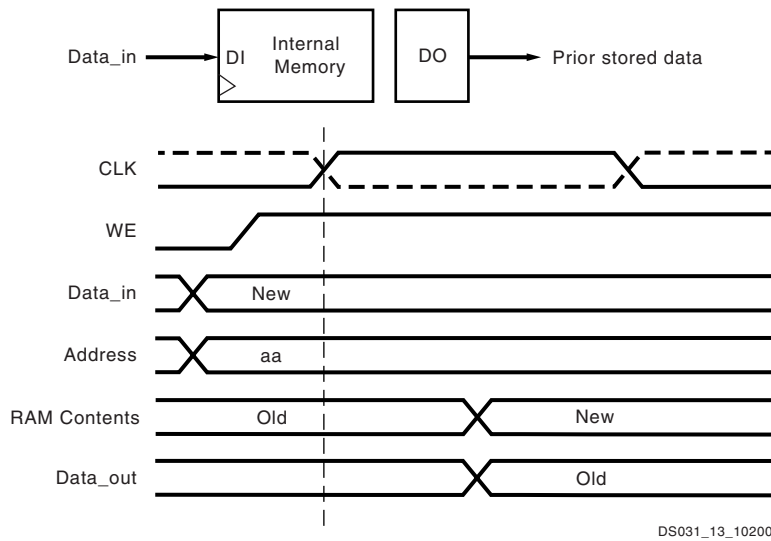 Data_in DI Internal Memory DO Prior stored data
CLK
WE
Data_in New
Address aa
RAM Contents Old New
Data_out Old
DS031_13_10200